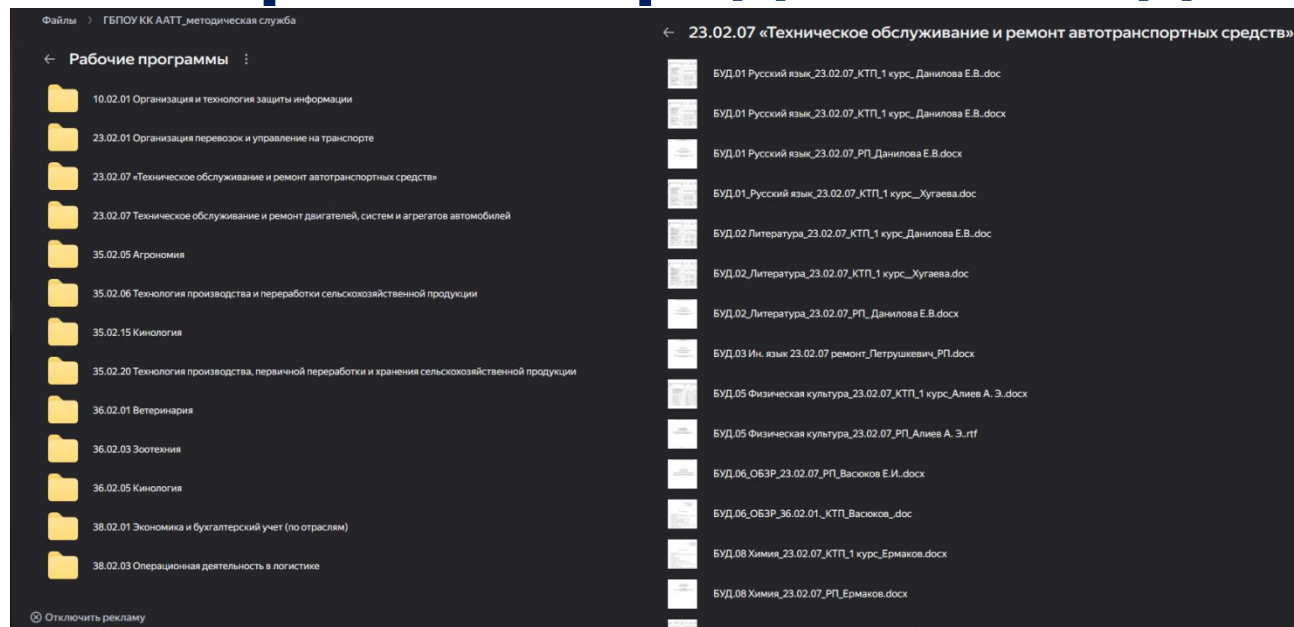 Файлы > ГБПОУ КК ААТТ_методическая служба
← Рабочие программы ⋮
10.02.01 Организация и технология защиты информации
23.02.01 Организация перевозок и управление на транспорте
23.02.07 «Техническое обслуживание и ремонт автотранспортных средств»
23.02.07 Техническое обслуживание и ремонт двигателей, систем и агрегатов автомобилей
35.02.05 Агрономия
35.02.06 Технология производства и переработки сельскохозяйственной продукции
35.02.15 Кинология
35.02.20 Технология производства, первичной переработки и хранения сельскохозяйственной продукции
36.02.01 Ветеринария
36.02.03 Зоотехния
36.02.05 Кинология
38.02.01 Экономика и бухгалтерский учет (по отраслям)
38.02.03 Операционная деятельность в логистике
Отключить рекламу
← 23.02.07 «Техническое обслуживание и ремонт автотранспортных средств»
БУД.01 Русский язык_23.02.07_КТП_1 курс_ Данилова Е.В..doc
БУД.01 Русский язык_23.02.07_КТП_1 курс_ Данилова Е.В..docx
БУД.01 Русский язык_23.02.07_РП_Данилова Е.В.docx
БУД.01_Русский язык_23.02.07_КТП_1 курс__Хугаева.doc
БУД.02 Литература_23.02.07_КТП_1 курс_Данилова Е.В..doc
БУД.02_Литература_23.02.07_КТП_1 курс__Хугаева.doc
БУД.02_Литература_23.02.07_РП_ Данилова Е.В.docx
БУД.03 Ин. язык 23.02.07 ремонт_Петрушкевич_РП.docx
БУД.05 Физическая культура_23.02.07_КТП_1 курс_Алиев А. Э..docx
БУД.05 Физическая культура_23.02.07_РП_Алиев А. Э..rtf
БУД.06_ОБЗР_23.02.07_РП_Васюков Е.И..docx
БУД.06_ОБЗР_36.02.01._КТП_Васюков_.doc
БУД.08 Химия_23.02.07_КТП_1 курс_Ермаков.docx
БУД.08 Химия_23.02.07_РП_Ермаков.docx